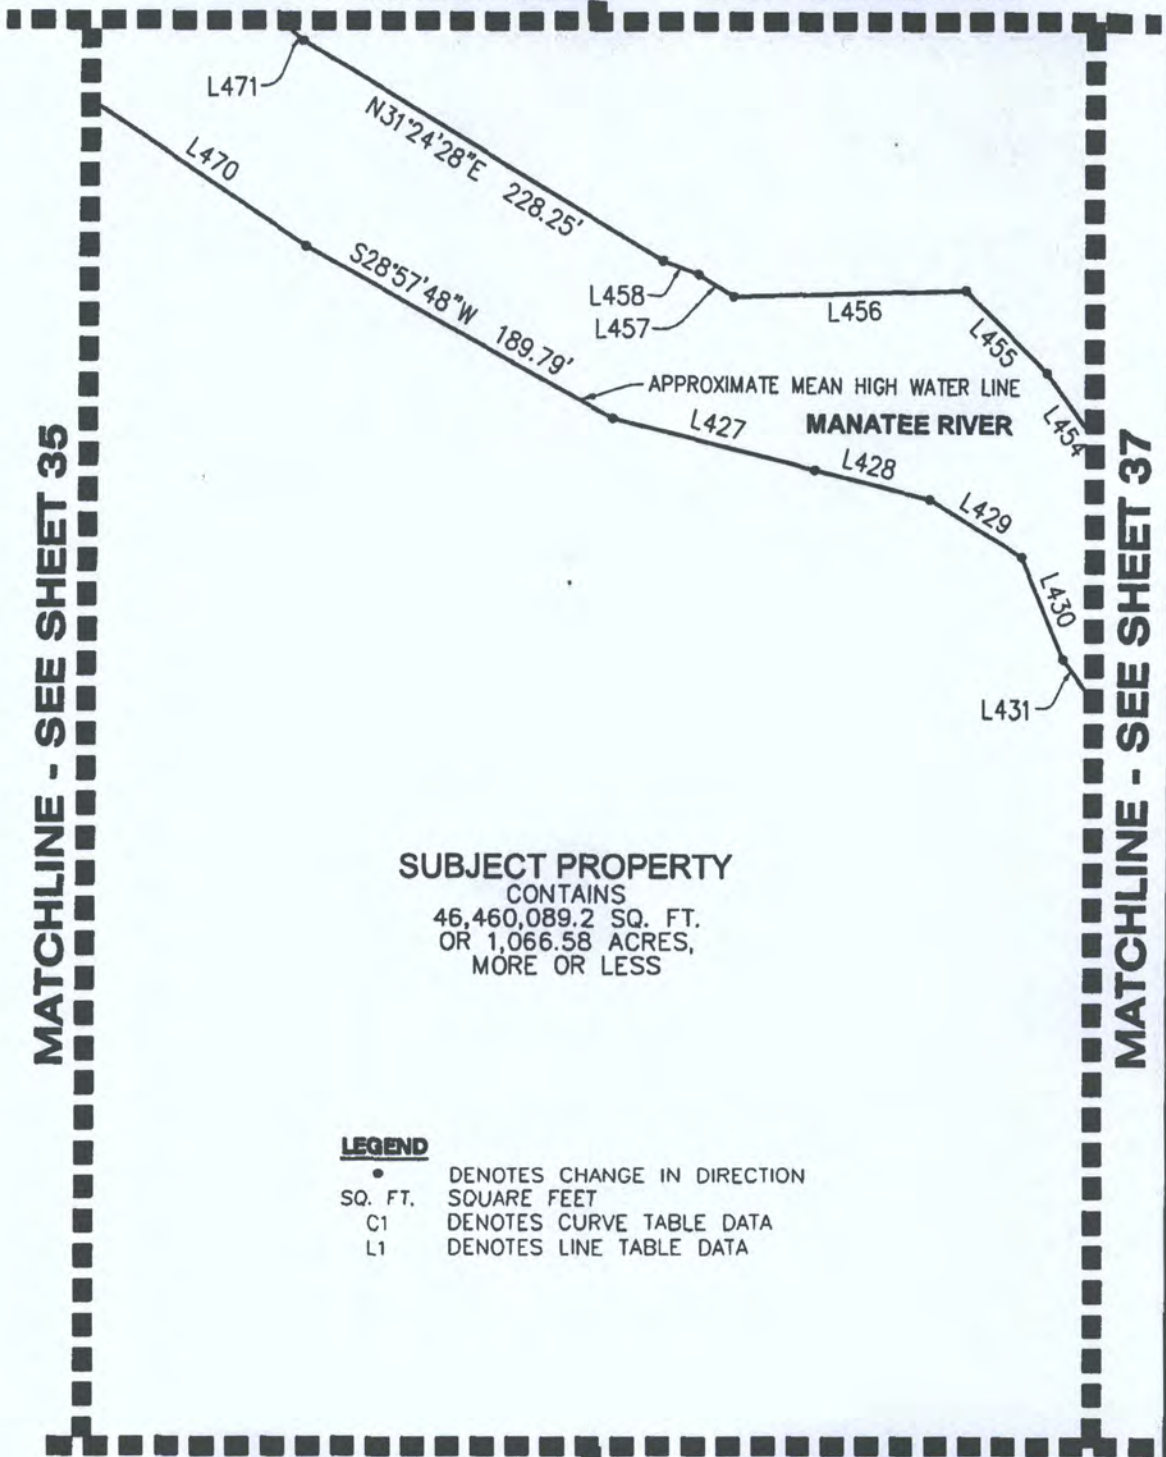 L471
N31°24'28"E 228.25'
L470
S28°57'48"W 189.79'
L458
L457
L456
L455
L454
APPROXIMATE MEAN HIGH WATER LINE
MANATEE RIVER
L427
L428
L429
L430
L431
MATCHLINE - SEE SHEET 35
MATCHLINE - SEE SHEET 37
SUBJECT PROPERTY
CONTAINS
46,460,089.2 SQ. FT.
OR 1,066.58 ACRES,
MORE OR LESS
LEGEND
• DENOTES CHANGE IN DIRECTION
SQ. FT. SQUARE FEET
C1 DENOTES CURVE TABLE DATA
L1 DENOTES LINE TABLE DATA